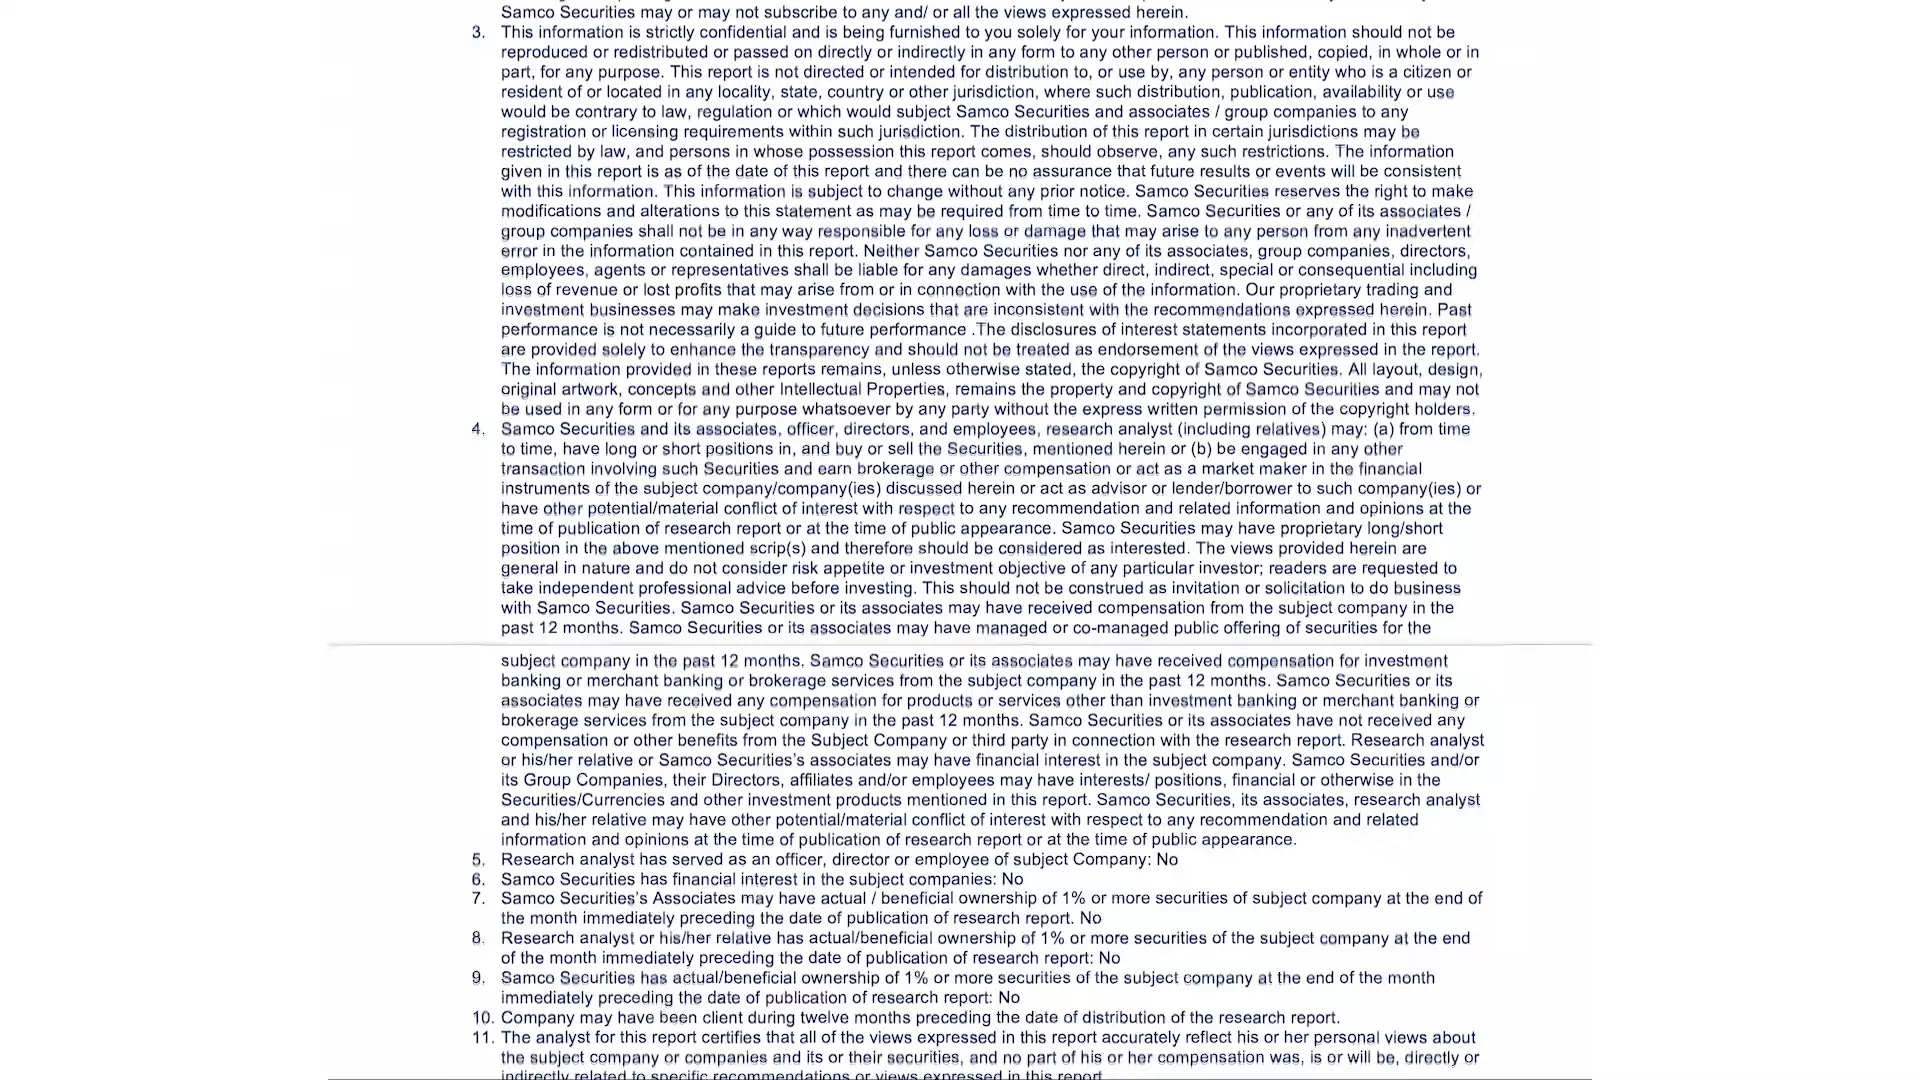 Samco Securities may or may not subscribe to any and/ or all the views expressed herein.
3. This information is strictly confidential and is being furnished to you solely for your information. This information should not be
reproduced or redistributed or passed on directly or indirectly in any form to any other person or published, copied, in whole or in
part, for any purpose. This report is not directed or intended for distribution to, or use by, any person or entity who is a citizen or
resident of or located in any locality, state, country or other jurisdiction, where such distribution, publication, availability or use
would be contrary to law, regulation or which would subject Samco Securities and associates / group companies to any
registration or licensing requirements within such jurisdiction. The distribution of this report in certain jurisdictions may be
restricted by law, and persons in whose possession this report comes, should observe, any such restrictions. The information
given in this report is as of the date of this report and there can be no assurance that future results or events will be consistent
with this information. This information is subject to change without any prior notice. Samco Securities reserves the right to make
modifications and alterations to this statement as may be required from time to time. Samco Securities or any of its associates /
group companies shall not be in any way responsible for any loss or damage that may arise to any person from any inadvertent
error in the information contained in this report. Neither Samco Securities nor any of its associates, group companies, directors,
employees, agents or representatives shall be liable for any damages whether direct, indirect, special or consequential including
loss of revenue or lost profits that may arise from or in connection with the use of the information. Our proprietary trading and
investment businesses may make investment decisions that are inconsistent with the recommendations expressed herein. Past
performance is not necessarily a guide to future performance .The disclosures of interest statements incorporated in this report
are provided solely to enhance the transparency and should not be treated as endorsement of the views expressed in the report.
The information provided in these reports remains, unless otherwise stated, the copyright of Samco Securities. All layout, design,
original artwork, concepts and other Intellectual Properties, remains the property and copyright of Samco Securities and may not
be used in any form or for any purpose whatsoever by any party without the express written permission of the copyright holders.
4. Samco Securities and its associates, officer, directors, and employees, research analyst (including relatives) may: (a) from time
to time, have long or short positions in, and buy or sell the Securities, mentioned herein or (b) be engaged in any other
transaction involving such Securities and earn brokerage or other compensation or act as a market maker in the financial
instruments of the subject company/company(ies) discussed herein or act as advisor or lender/borrower to such company(ies) or
have other potential/material conflict of interest with respect to any recommendation and related information and opinions at the
time of publication of research report or at the time of public appearance. Samco Securities may have proprietary long/short
position in the above mentioned scrip(s) and therefore should be considered as interested. The views provided herein are
general in nature and do not consider risk appetite or investment objective of any particular investor; readers are requested to
take independent professional advice before investing. This should not be construed as invitation or solicitation to do business
with Samco Securities. Samco Securities or its associates may have received compensation from the subject company in the
past 12 months. Samco Securities or its associates may have managed or co-managed public offering of securities for the
subject company in the past 12 months. Samco Securities or its associates may have received compensation for investment
banking or merchant banking or brokerage services from the subject company in the past 12 months. Samco Securities or its
associates may have received any compensation for products or services other than investment banking or merchant banking or
brokerage services from the subject company in the past 12 months. Samco Securities or its associates have not received any
compensation or other benefits from the Subject Company or third party in connection with the research report. Research analyst
or his/her relative or Samco Securities's associates may have financial interest in the subject company. Samco Securities and/or
its Group Companies, their Directors, affiliates and/or employees may have interests/ positions, financial or otherwise in the
Securities/Currencies and other investment products mentioned in this report. Samco Securities, its associates, research analyst
and his/her relative may have other potential/material conflict of interest with respect to any recommendation and related
information and opinions at the time of publication of research report or at the time of public appearance.
5. Research analyst has served as an officer, director or employee of subject Company: No
6. Samco Securities has financial interest in the subject companies: No
7. Samco Securities's Associates may have actual / beneficial ownership of 1% or more securities of subject company at the end of
the month immediately preceding the date of publication of research report. No
8. Research analyst or his/her relative has actual/beneficial ownership of 1% or more securities of the subject company at the end
of the month immediately preceding the date of publication of research report: No
9. Samco Securities has actual/beneficial ownership of 1% or more securities of the subject company at the end of the month
immediately preceding the date of publication of research report: No
10. Company may have been client during twelve months preceding the date of distribution of the research report.
11. The analyst for this report certifies that all of the views expressed in this report accurately reflect his or her personal views about
the subject company or companies and its or their securities, and no part of his or her compensation was, is or will be, directly or
indirectly related to specific recommendations or views expressed in this report.